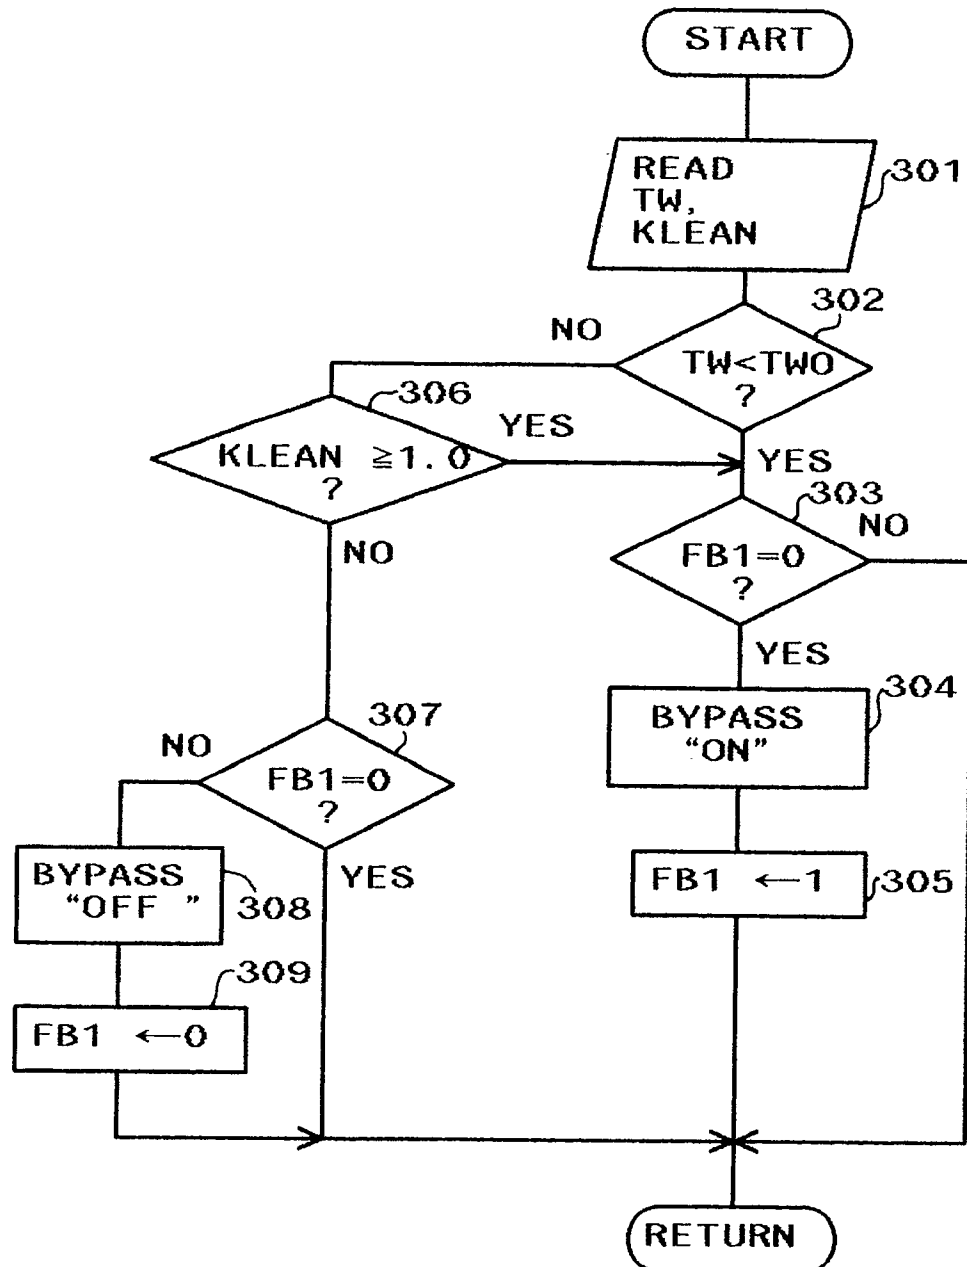 START
READ
TW,
KLEAN
301
302
NO
TW<TWO
?
306
YES
KLEAN ≧1.0
?
YES
303
NO
NO
FB1=0
?
YES
304
BYPASS
“ON”
307
NO
FB1=0
?
YES
FB1 ←1
305
BYPASS
“OFF ”
308
309
FB1 ←0
RETURN